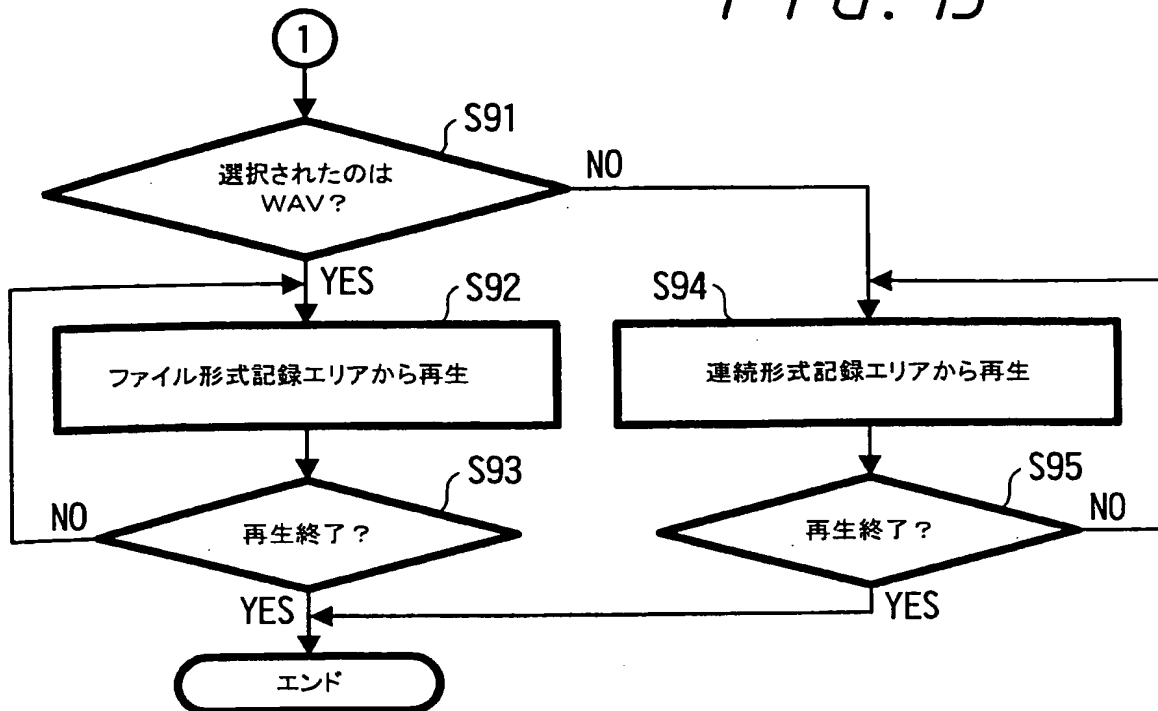 FIG.
1
S91
選択されたのは
WAV?
NO
YES
S92
S94
ファイル形式記録エリアから再生
連続形式記録エリアから再生
S93
S95
再生終了?
NO
再生終了?
NO
YES
YES
エンド